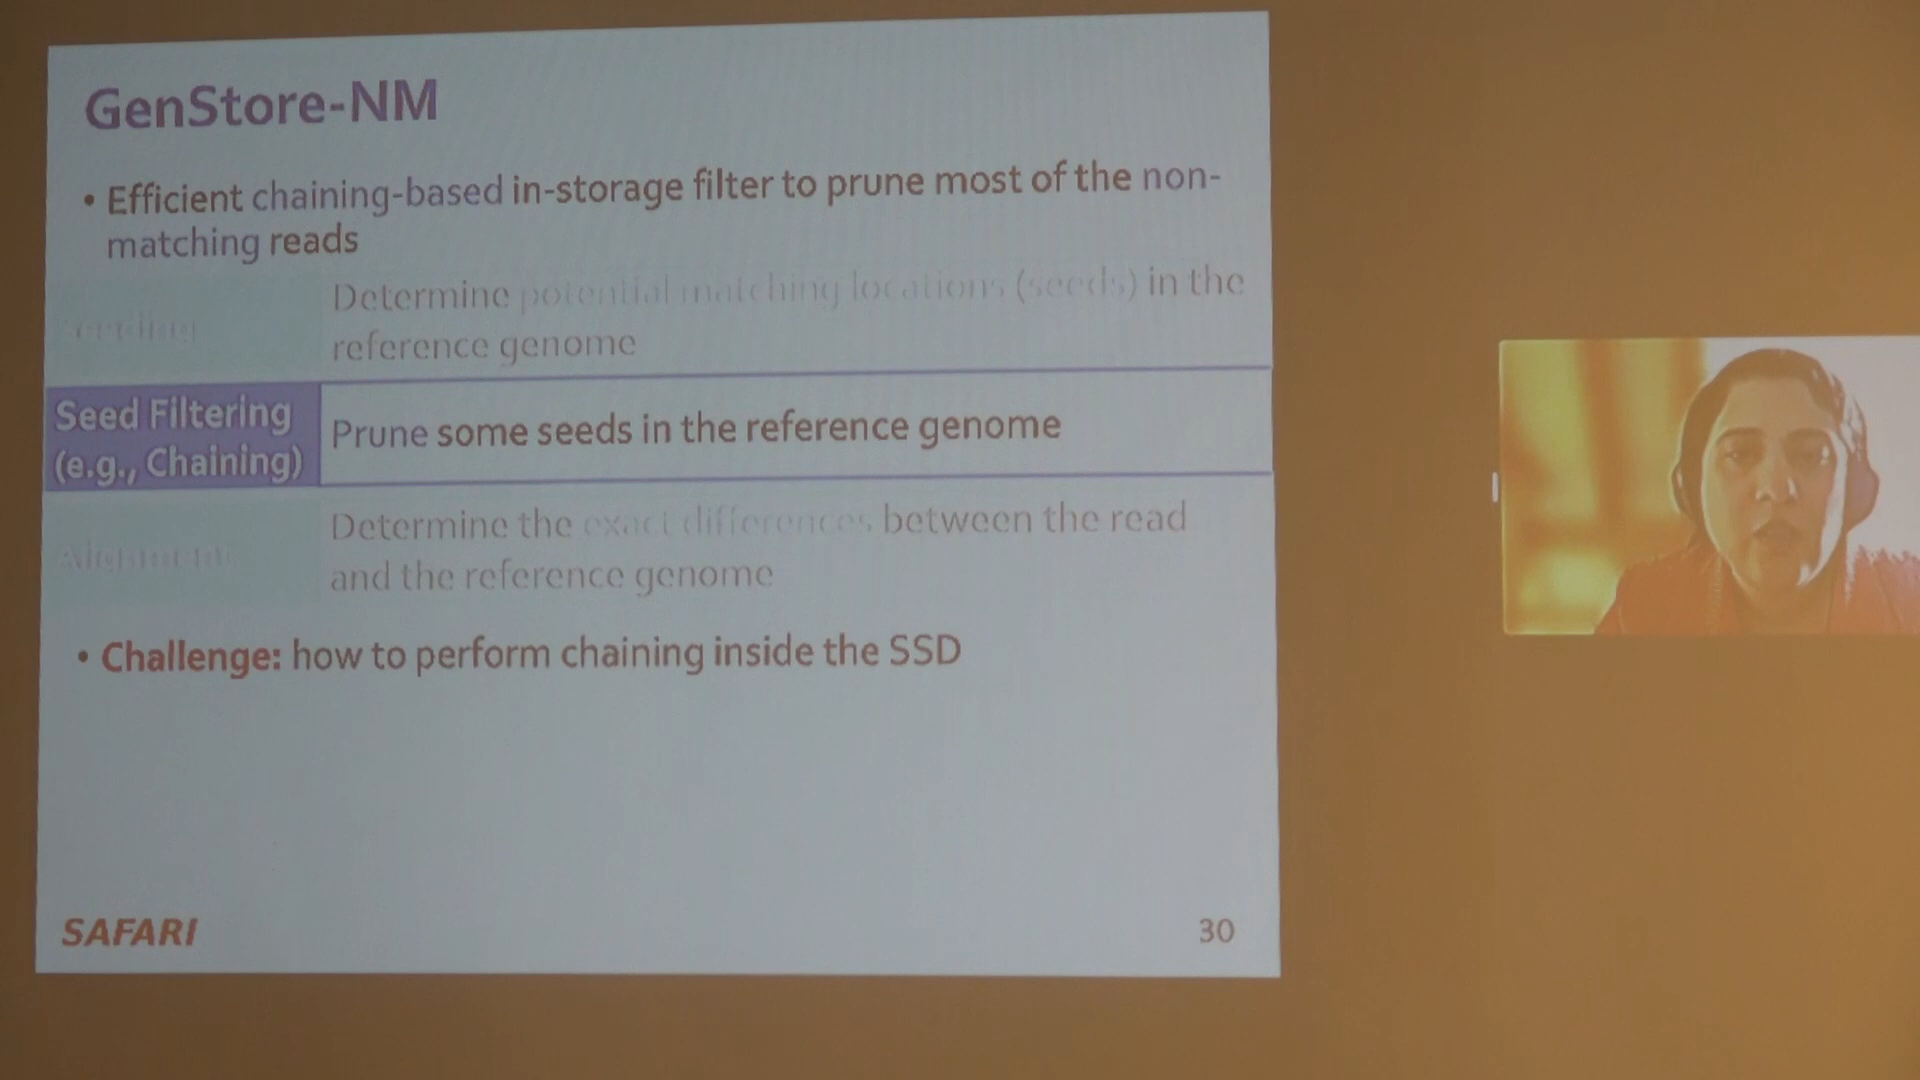 GenStore-NM
• Efficient chaining-based in-storage filter to prune most of the non-
matching reads
Seeding
Determine potential matching locations (seeds) in the
reference genome
Seed Filtering
(e.g., Chaining)
Prune some seeds in the reference genome
Alignment
Determine the exact differences between the read
and the reference genome
• Challenge: how to perform chaining inside the SSD
SAFARI
30